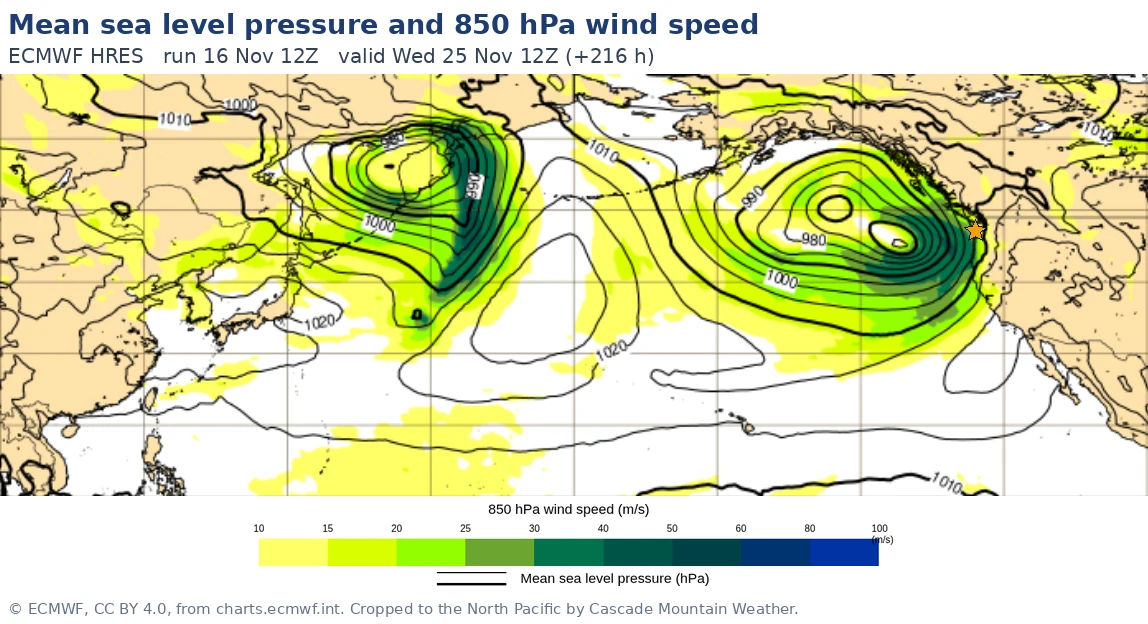 Mean sea level pressure and 850 hPa wind speed
ECMWF HRES run 16 Nov 12Z valid Wed 25 Nov 12Z (+216 h)
1000
1010
1010
1010
980
990
990
1000
980
1000
1020
1020
1010
850 hPa wind speed (m/s)
10 15 20 25 30 40 50 60 80 100
(m/s)
Mean sea level pressure (hPa)
© ECMWF, CC BY 4.0, from charts.ecmwf.int. Cropped to the North Pacific by Cascade Mountain Weather.